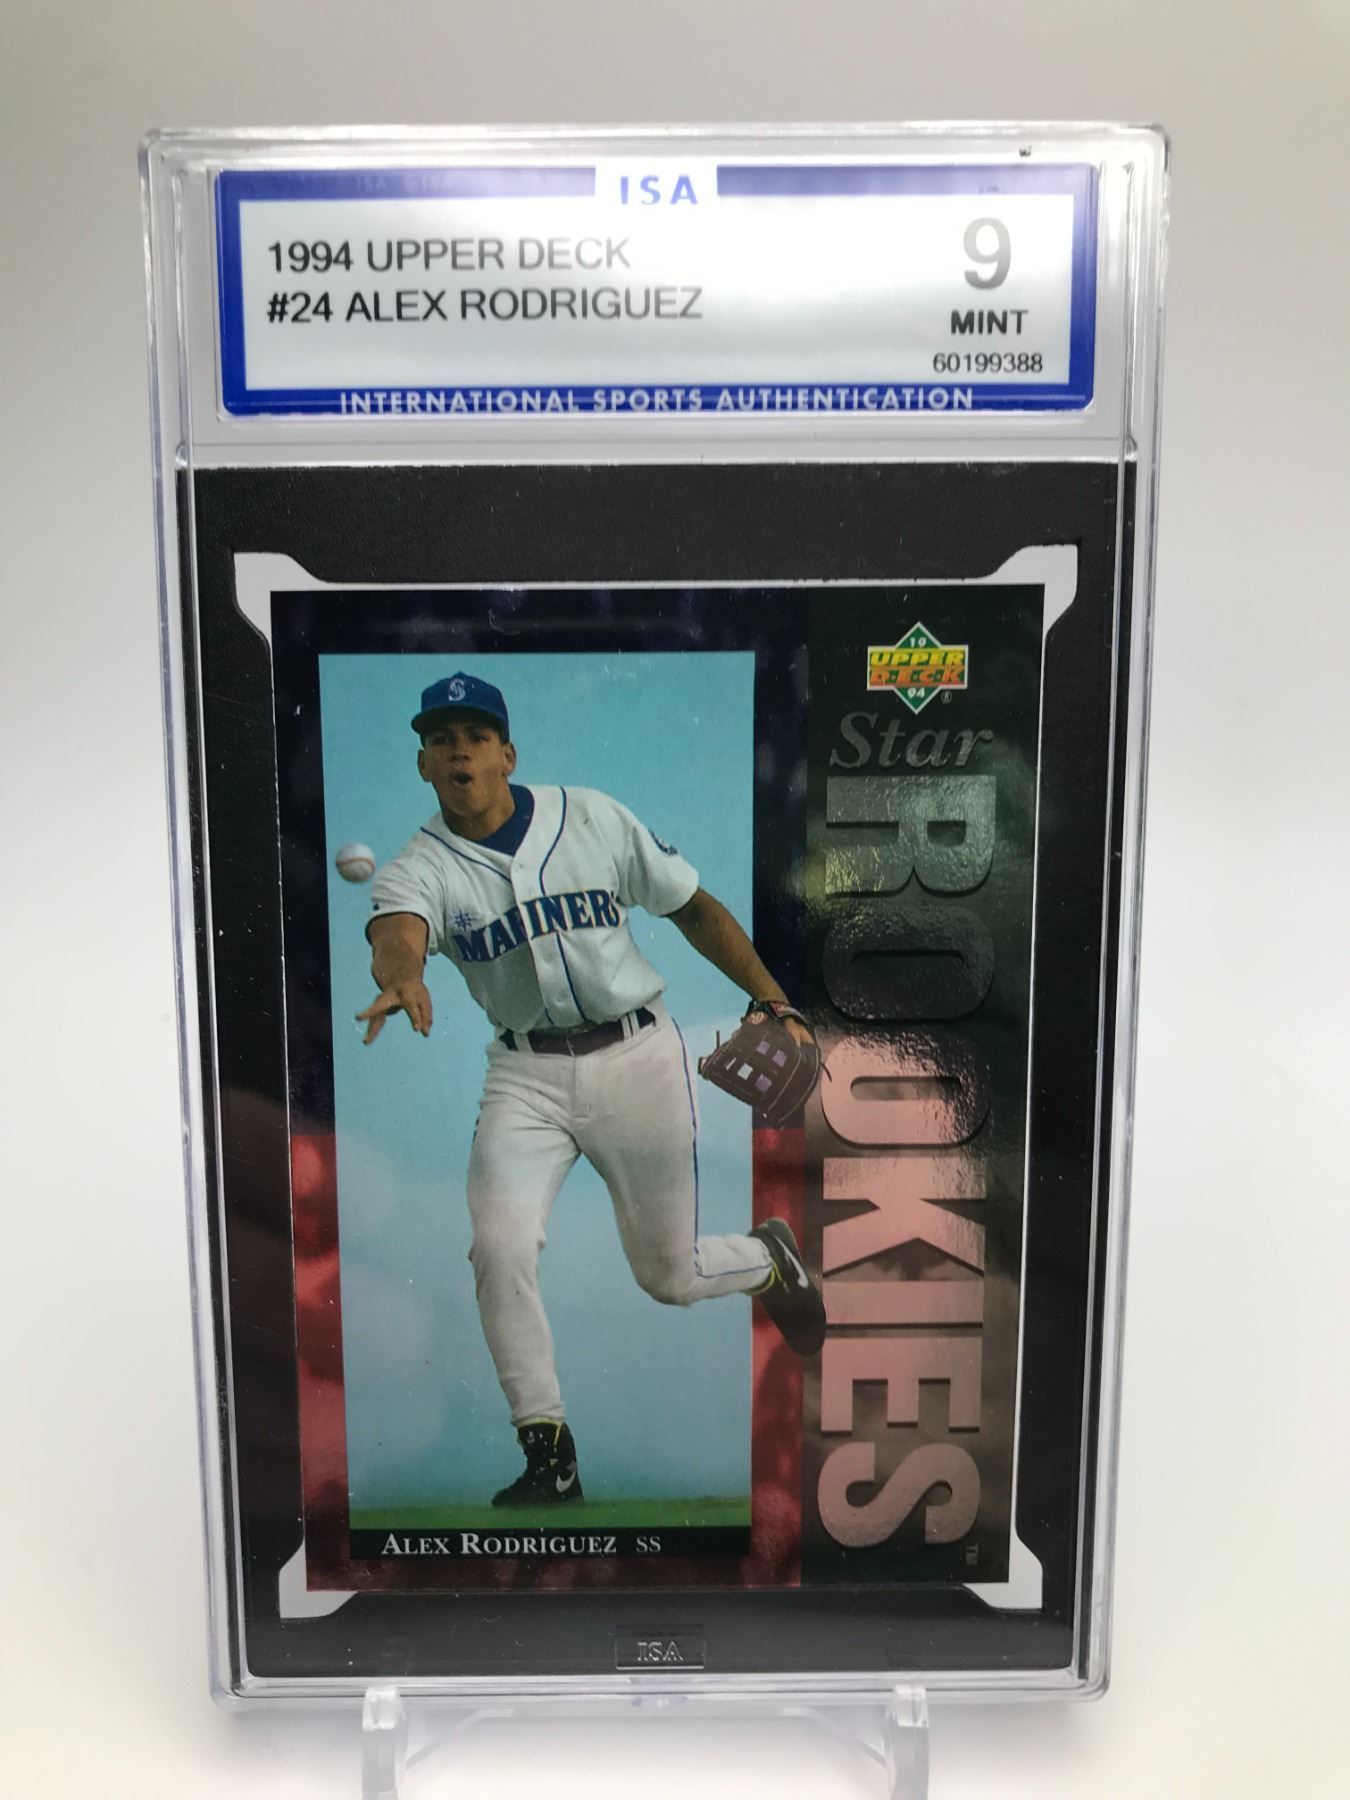 ISA
1994 UPPER DECK
#24 ALEX RODRIGUEZ
9
MINT
60199388
INTERNATIONAL SPORTS AUTHENTICATION
19
UPPER
DECK
94
®
Star
ROOKIES
™
S
MARINERS
ALEX RODRIGUEZ SS
ISA